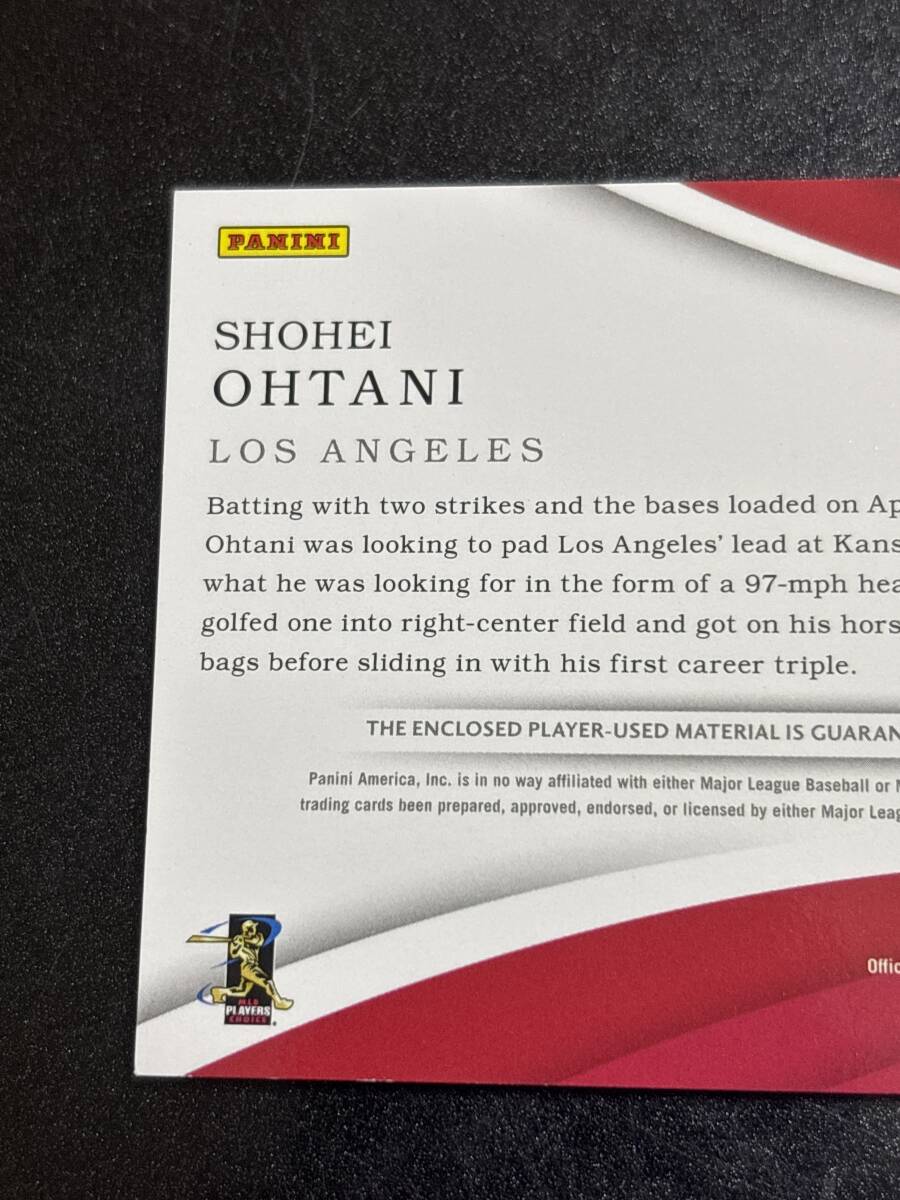 PANINI
SHOHEI
OHTANI
LOS ANGELES
Batting with two strikes and the bases loaded on Ap
Ohtani was looking to pad Los Angeles’ lead at Kans
what he was looking for in the form of a 97-mph hea
golfed one into right-center field and got on his hors
bags before sliding in with his first career triple.
THE ENCLOSED PLAYER-USED MATERIAL IS GUARAN
Panini America, Inc. is in no way affiliated with either Major League Baseball or M
trading cards been prepared, approved, endorsed, or licensed by either Major Leag
Offic
MLB
PLAYERS
CHOICE